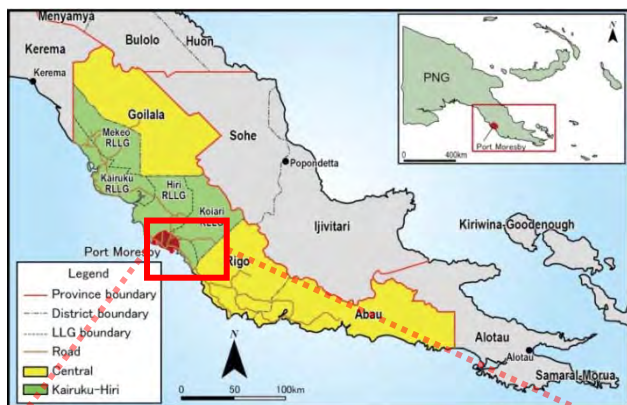 Menyamya
Bulolo
Huon
Kerema
Kerema
Goilala
Sohe
Mekeo
RLLG
Kairuku
RLLG
Hiri
RLLG
Koiari
RLLG
Popondetta
Ijivitari
Kiriwina-Goodenough
Port Moresby
Rigo
Abau
Alotau
Alotau
Samarai-Morua
PNG
Port Moresby
0
400km
N
Legend
Province boundary
District boundary
LLG boundary
Road
Central
Kairuku-Hiri
N
0 50 100km